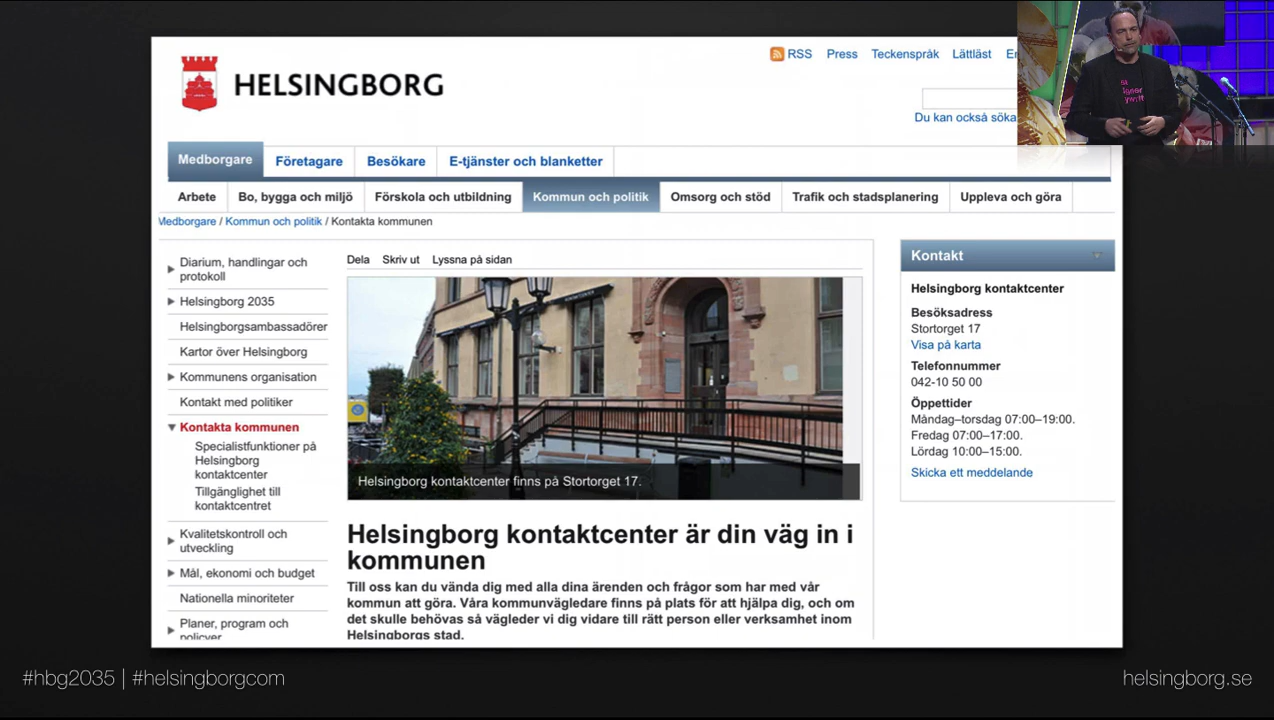 HELSINGBORG
RSS Press Teckenspråk Lättläst
Du kan också söka
Medborgare Företagare Besökare E-tjänster och blanketter
Arbete Bo, bygga och miljö Förskola och utbildning Kommun och politik Omsorg och stöd Trafik och stadsplanering Uppleva och göra
Medborgare / Kommun och politik / Kontakta kommunen
Diarium, handlingar och
protokoll
Helsingborg 2035
Helsingborgsambassadörer
Kartor över Helsingborg
Kommunens organisation
Kontakt med politiker
Kontakta kommunen
Specialistfunktioner på
Helsingborg
kontaktcenter
Tillgänglighet till
kontaktcentret
Kvalitetskontroll och
utveckling
Mål, ekonomi och budget
Nationella minoriteter
Planer, program och
policyer
Dela Skriv ut Lyssna på sidan
Helsingborg kontaktcenter finns på Stortorget 17.
Helsingborg kontaktcenter är din väg in i
kommunen
Till oss kan du vända dig med alla dina ärenden och frågor som har med vår
kommun att göra. Våra kommunvägledare finns på plats för att hjälpa dig, och om
det skulle behövas så vägleder vi dig vidare till rätt person eller verksamhet inom
Helsingborgs stad.
Kontakt
Helsingborg kontaktcenter
Besöksadress
Stortorget 17
Visa på karta
Telefonnummer
042-10 50 00
Öppettider
Måndag–torsdag 07:00–19:00.
Fredag 07:00–17:00.
Lördag 10:00–15:00.
Skicka ett meddelande
#hbg2035 | #helsingborgcom
helsingborg.se